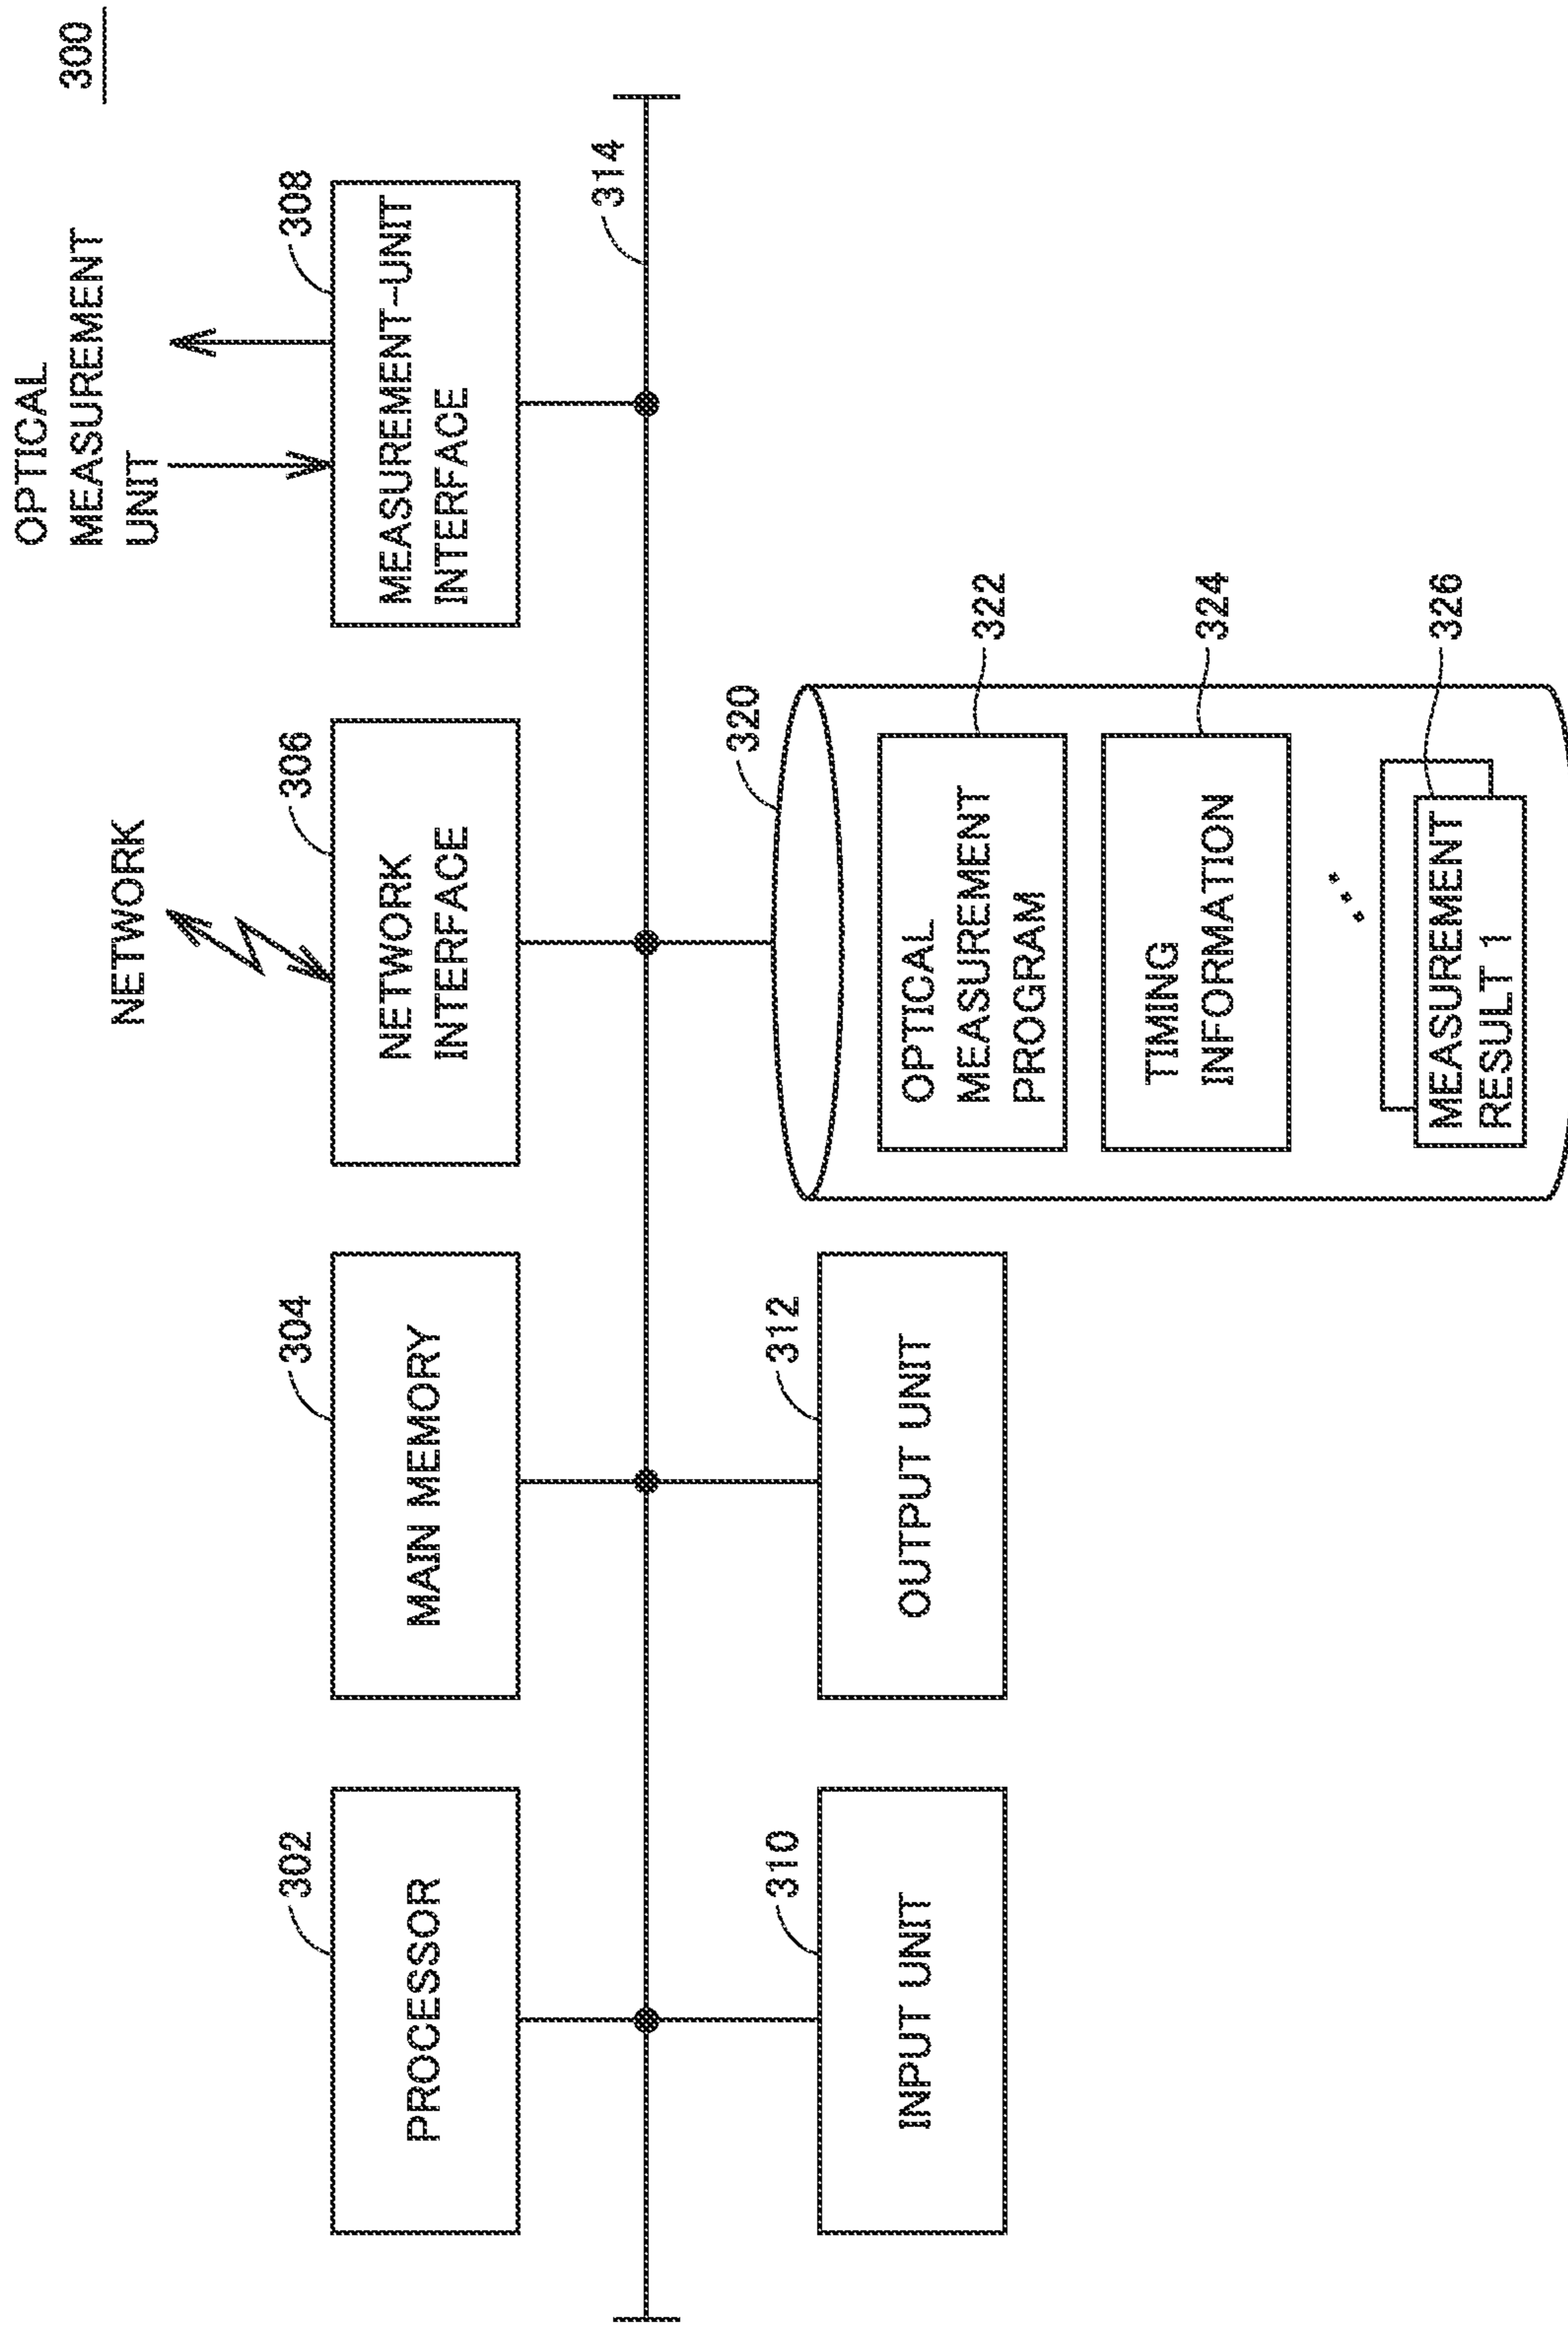 300
OPTICAL
MEASUREMENT
UNIT
NETWORK
302
PROCESSOR
304
MAIN MEMORY
306
NETWORK
INTERFACE
308
MEASUREMENT-UNIT
INTERFACE
314
310
INPUT UNIT
312
OUTPUT UNIT
320
OPTICAL
MEASUREMENT
PROGRAM
322
TIMING
INFORMATION
324
MEASUREMENT
RESULT 1
326